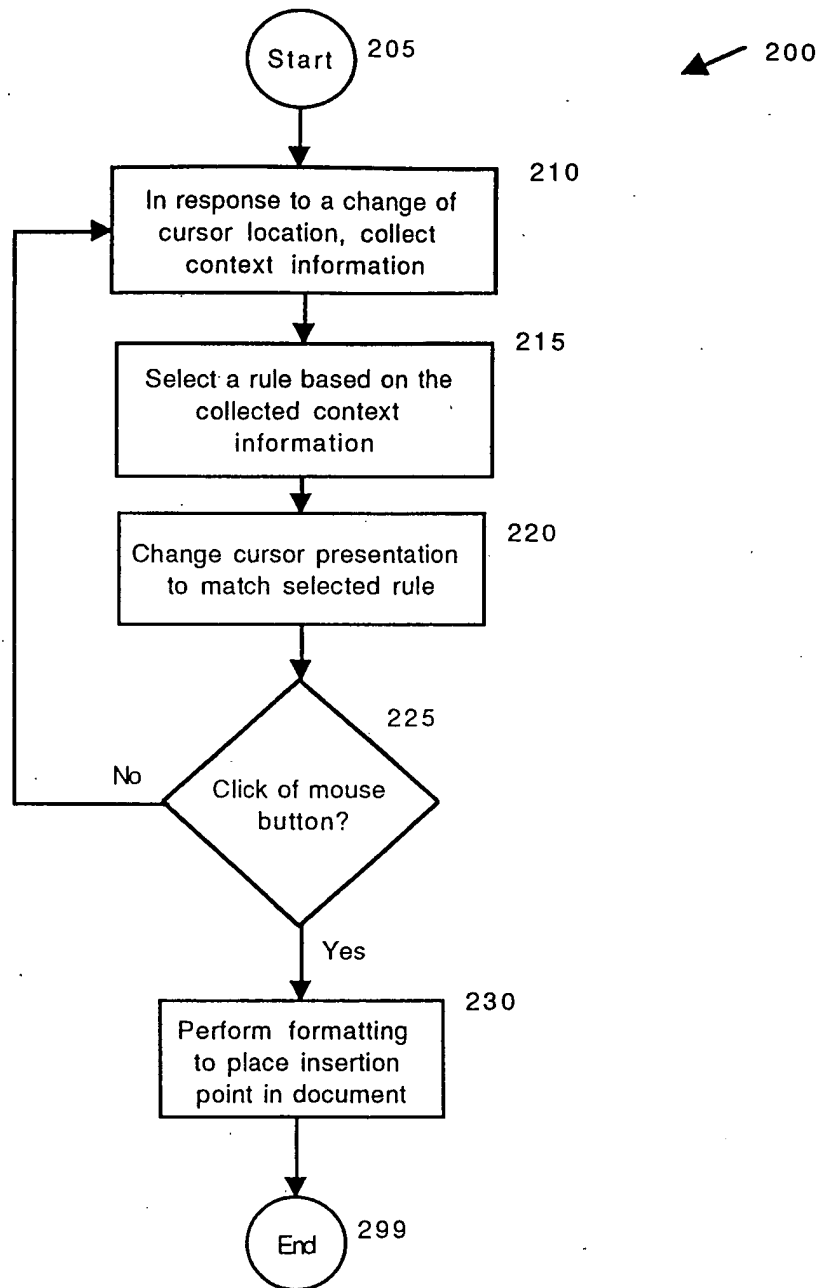 Start 205
200
210
In response to a change of
cursor location, collect
context information
215
Select a rule based on the
collected context
information
220
Change cursor presentation
to match selected rule
225
No
Click of mouse
button?
Yes
230
Perform formatting
to place insertion
point in document
End 299